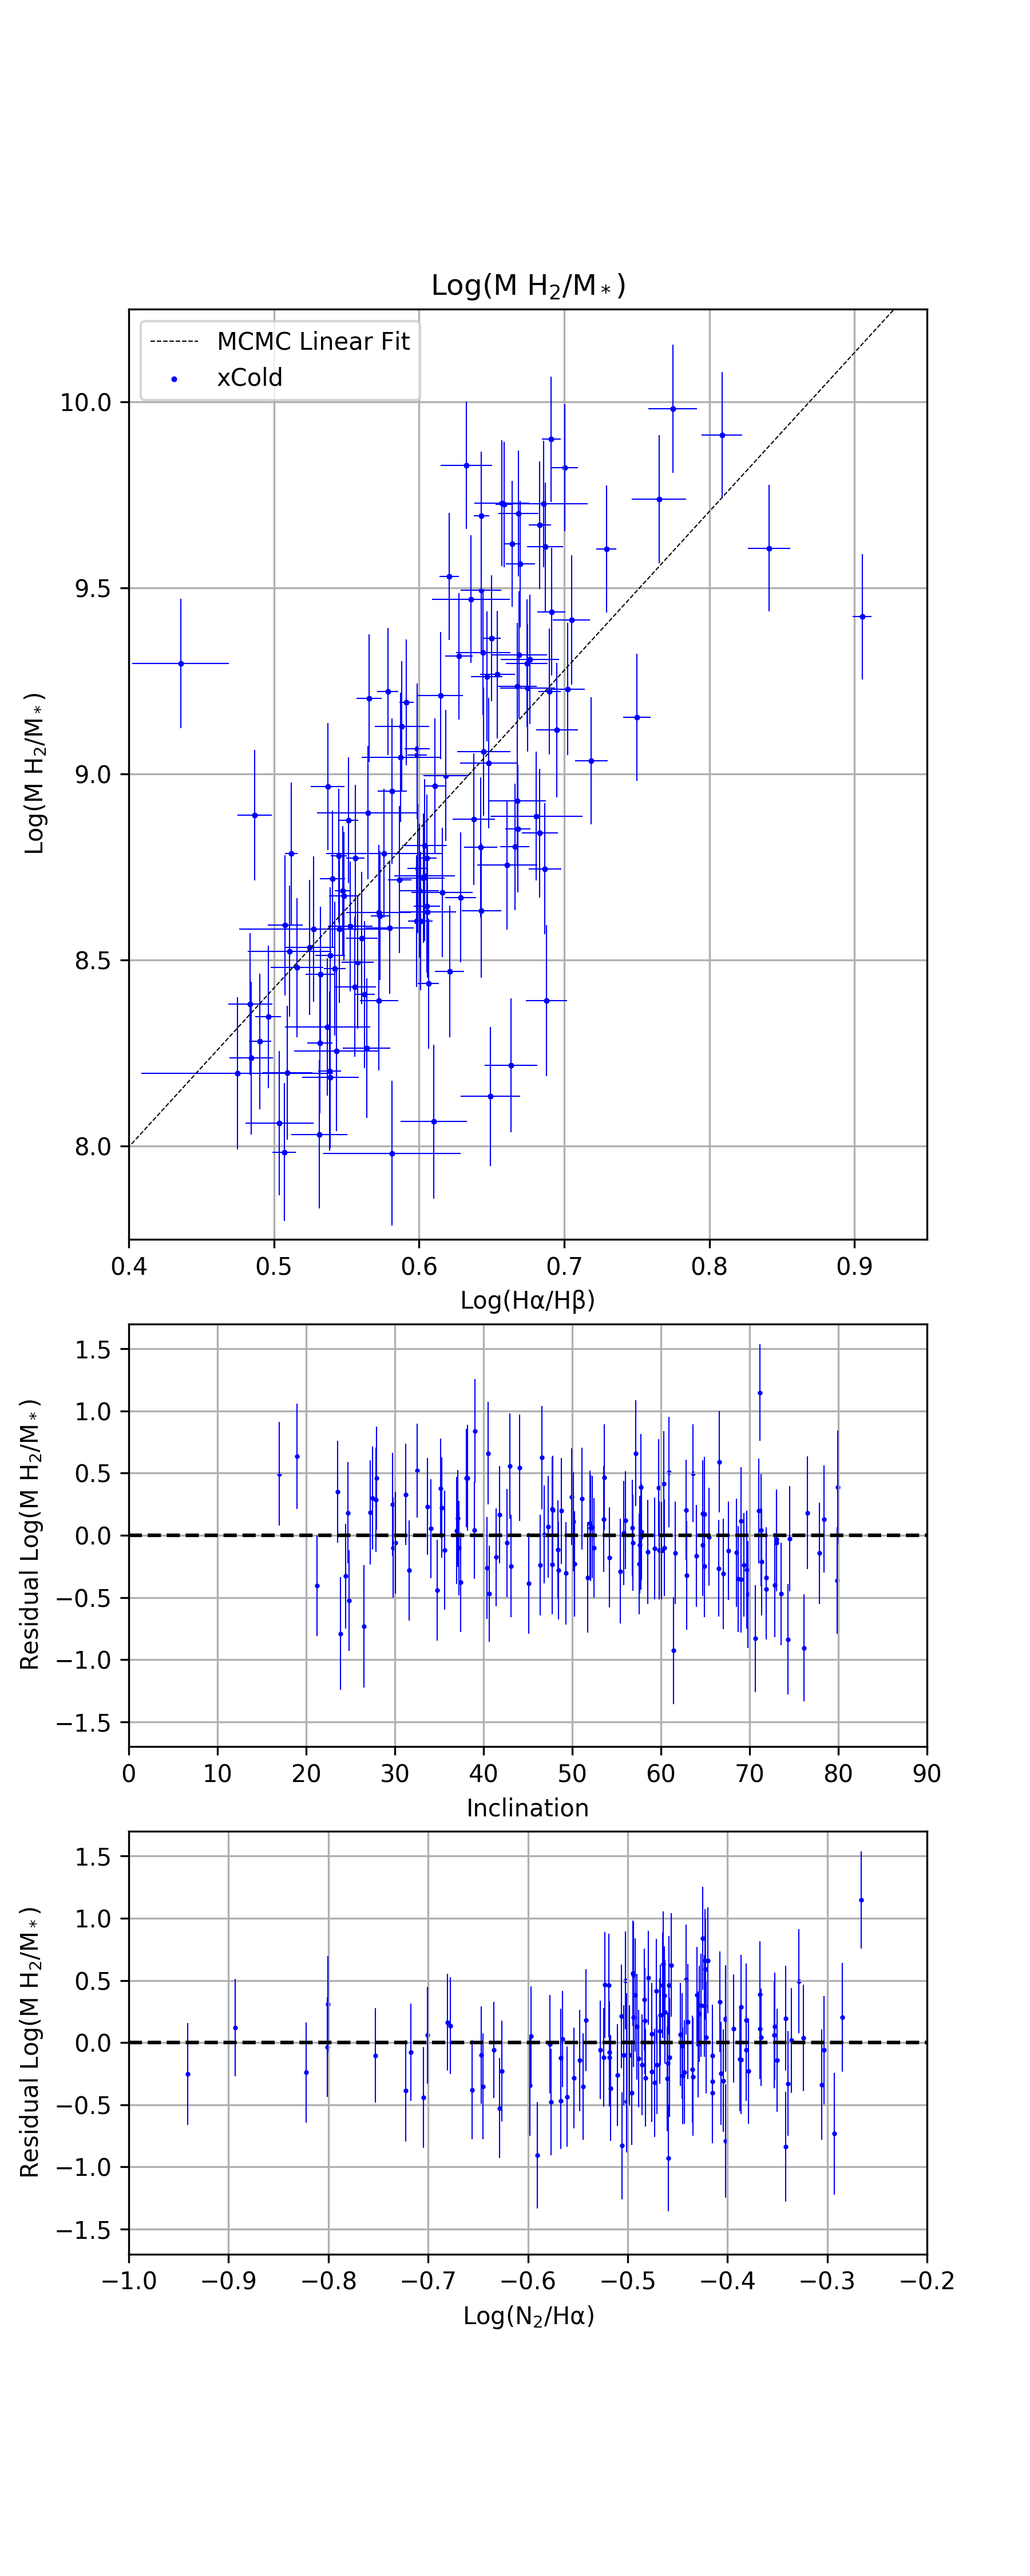 Log(M H₂/M*)
MCMC Linear Fit
xCold
Log(M H₂/M*)
10.0
9.5
9.0
8.5
8.0
0.4 0.5 0.6 0.7 0.8 0.9
Log(Hα/Hβ)
Residual Log(M H₂/M*)
1.5
1.0
0.5
0.0
−0.5
−1.0
−1.5
0 10 20 30 40 50 60 70 80 90
Inclination
Residual Log(M H₂/M*)
1.5
1.0
0.5
0.0
−0.5
−1.0
−1.5
−1.0 −0.9 −0.8 −0.7 −0.6 −0.5 −0.4 −0.3 −0.2
Log(N₂/Hα)